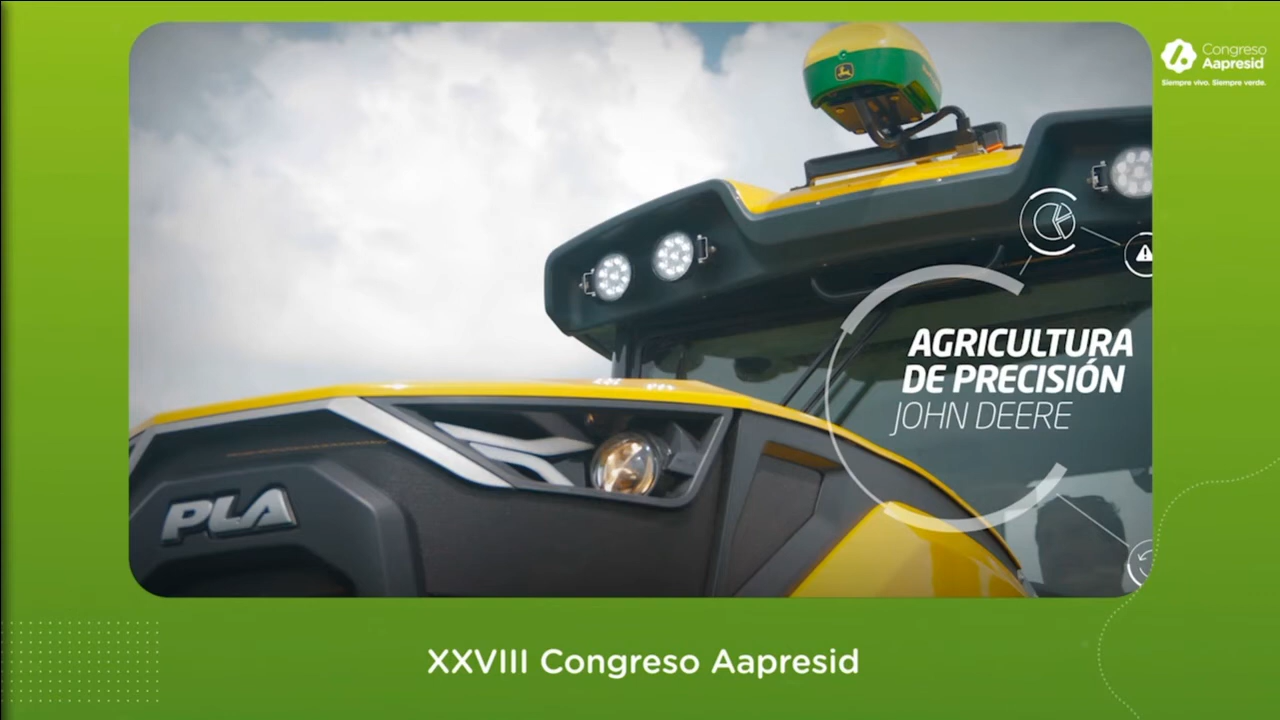 Congreso
Aapresid
Siempre vivo. Siempre verde.
AGRICULTURA
DE PRECISIÓN
JOHN DEERE
PLA
XXVIII Congreso Aapresid